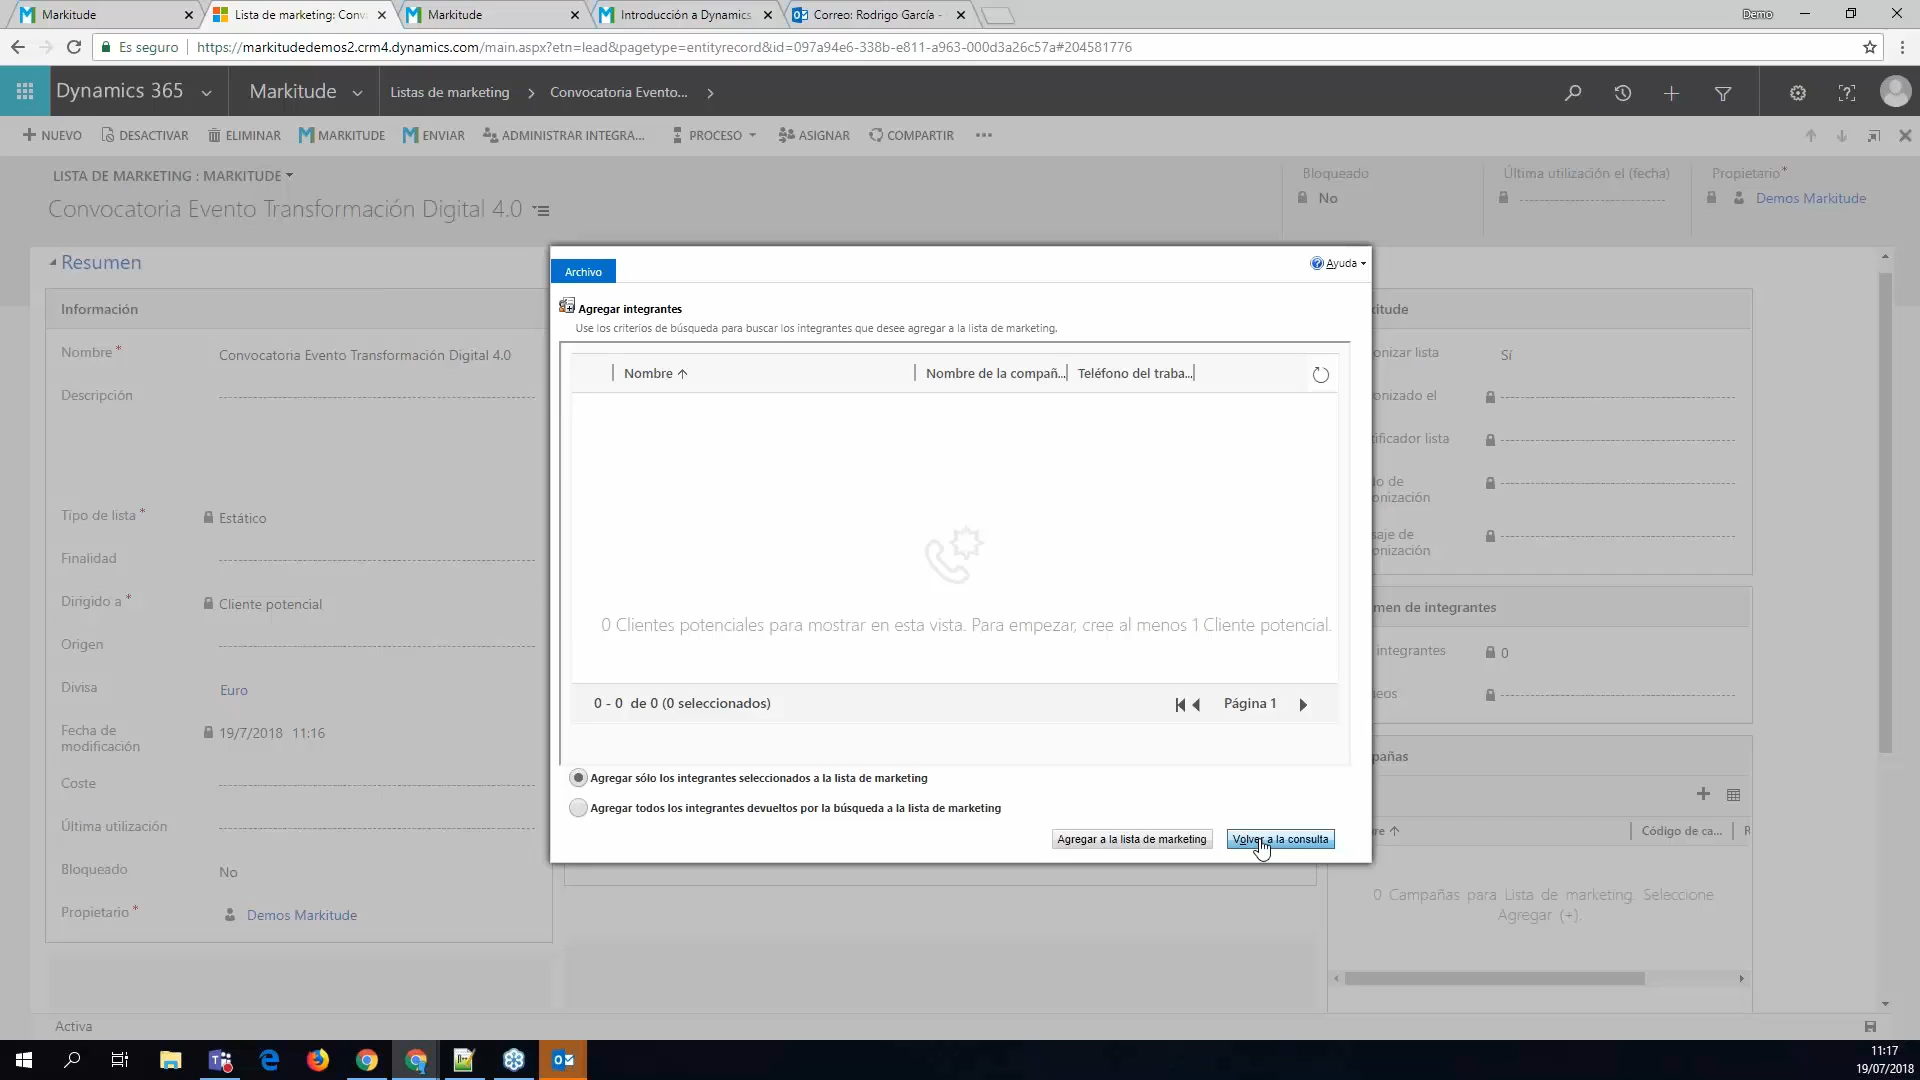 Markitude
Lista de marketing: Conv
Markitude
Introducción a Dynamics
Correo: Rodrigo García -
Demo
Es seguro
https://markitudedemos2.crm4.dynamics.com/main.aspx?etn=lead&pagetype=entityrecord&id=097a94e6-338b-e811-a963-000d3a26c57a#204581776
Dynamics 365
Markitude
Listas de marketing
Convocatoria Evento...
NUEVO
DESACTIVAR
ELIMINAR
MARKITUDE
ENVIAR
ADMINISTRAR INTEGRA...
PROCESO
ASIGNAR
COMPARTIR
LISTA DE MARKETING : MARKITUDE
Convocatoria Evento Transformación Digital 4.0
Bloqueado
No
Última utilización el (fecha)
Propietario*
Demos Markitude
Resumen
Información
Nombre*
Convocatoria Evento Transformación Digital 4.0
Descripción
Tipo de lista*
Estático
Finalidad
Dirigido a*
Cliente potencial
Origen
Divisa
Euro
Fecha de
modificación
19/7/2018 11:16
Coste
Última utilización
Bloqueado
No
Propietario*
Demos Markitude
Archivo
Ayuda
Agregar integrantes
Use los criterios de búsqueda para buscar los integrantes que desee agregar a la lista de marketing.
Nombre
Nombre de la compañ...
Teléfono del traba...
0 Clientes potenciales para mostrar en esta vista. Para empezar, cree al menos 1 Cliente potencial.
0 - 0 de 0 (0 seleccionados)
Página 1
Agregar sólo los integrantes seleccionados a la lista de marketing
Agregar todos los integrantes devueltos por la búsqueda a la lista de marketing
Agregar a la lista de marketing
Volver a la consulta
kitude
onizar lista
Sí
onizado el
ificador lista
o de
onización
saje de
onización
men de integrantes
integrantes
0
eos
pañas
re
Código de ca...
0 Campañas para Lista de marketing. Seleccione
Agregar (+).
Activa
11:17
19/07/2018